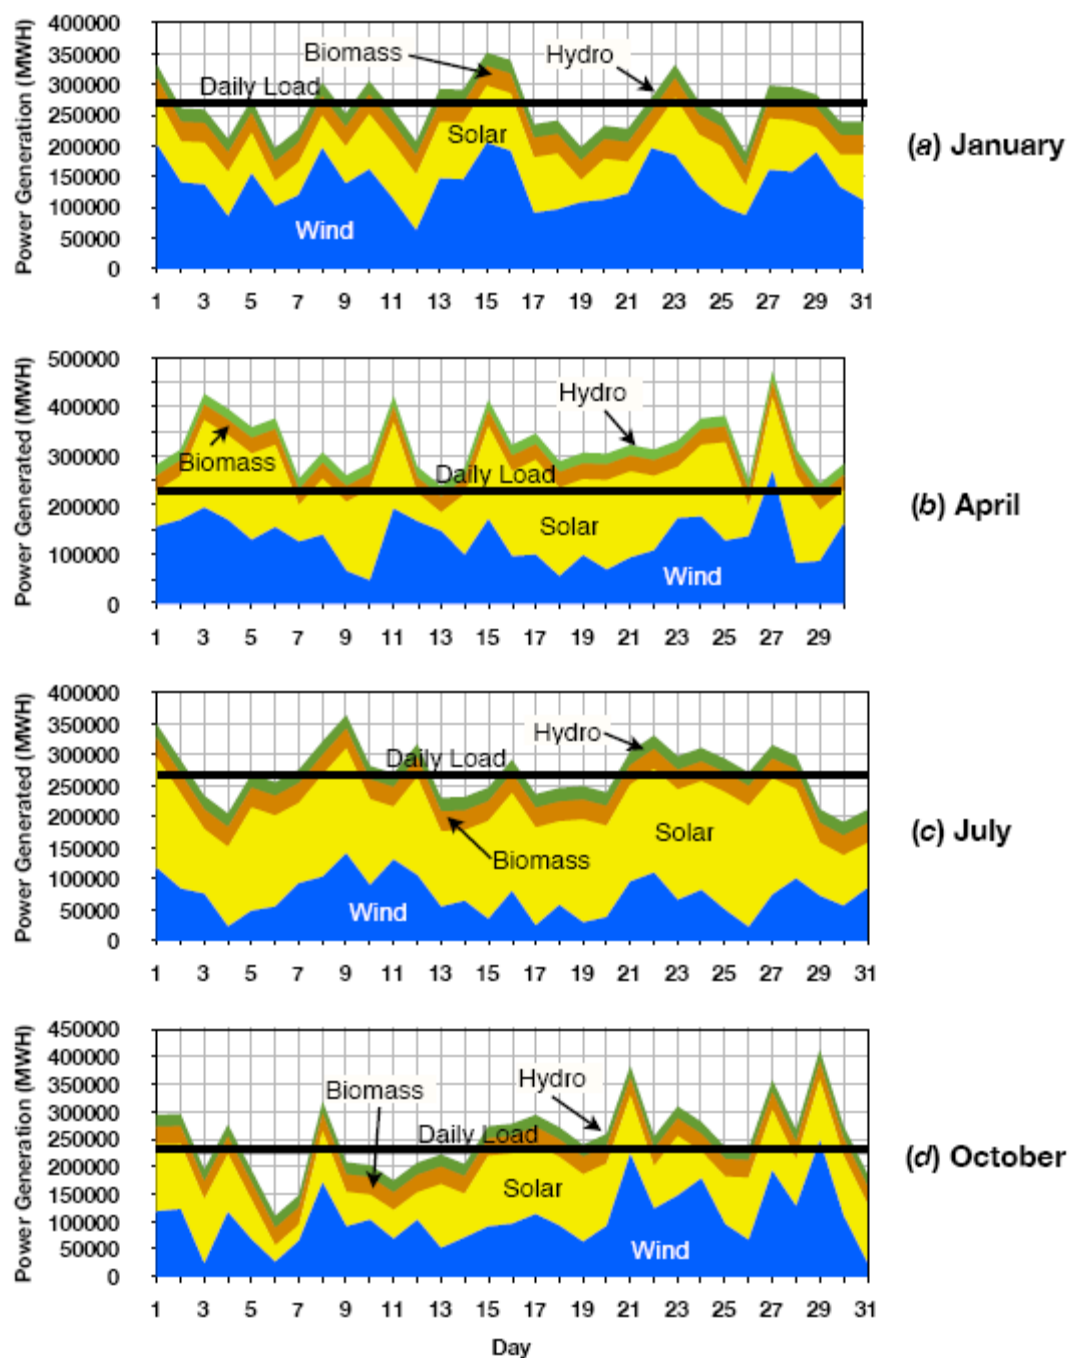 Power Generation (MWH)
400000
350000
300000
250000
200000
150000
100000
50000
0
Biomass
Hydro
Daily Load
Solar
Wind
1 3 5 7 9 11 13 15 17 19 21 23 25 27 29 31
(a) January
Power Generated (MWH)
500000
400000
300000
200000
100000
0
Hydro
Biomass
Daily Load
Solar
Wind
1 3 5 7 9 11 13 15 17 19 21 23 25 27 29
(b) April
Power Generated (MWH)
400000
350000
300000
250000
200000
150000
100000
50000
0
Hydro
Daily Load
Solar
Biomass
Wind
1 3 5 7 9 11 13 15 17 19 21 23 25 27 29 31
(c) July
Power Generation (MWH)
450000
400000
350000
300000
250000
200000
150000
100000
50000
0
Hydro
Biomass
Daily Load
Solar
Wind
1 3 5 7 9 11 13 15 17 19 21 23 25 27 29 31
(d) October
Day